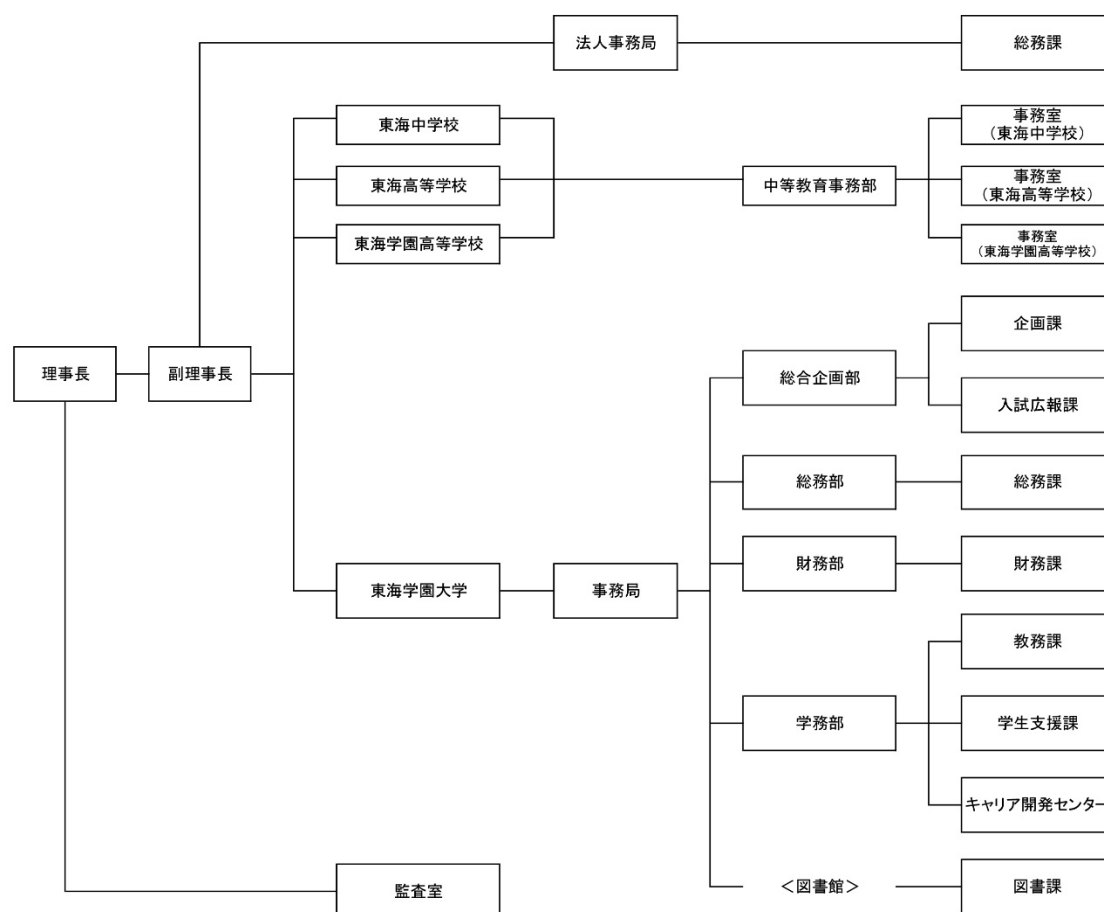 法人事務局
総務課
東海中学校
事務室
（東海中学校）
東海高等学校
中等教育事務部
事務室
（東海高等学校）
東海学園高等学校
事務室
（東海学園高等学校）
企画課
理事長
副理事長
総合企画部
入試広報課
総務部
総務課
財務部
財務課
東海学園大学
事務局
教務課
学務部
学生支援課
キャリア開発センター
監査室
＜図書館＞
図書課